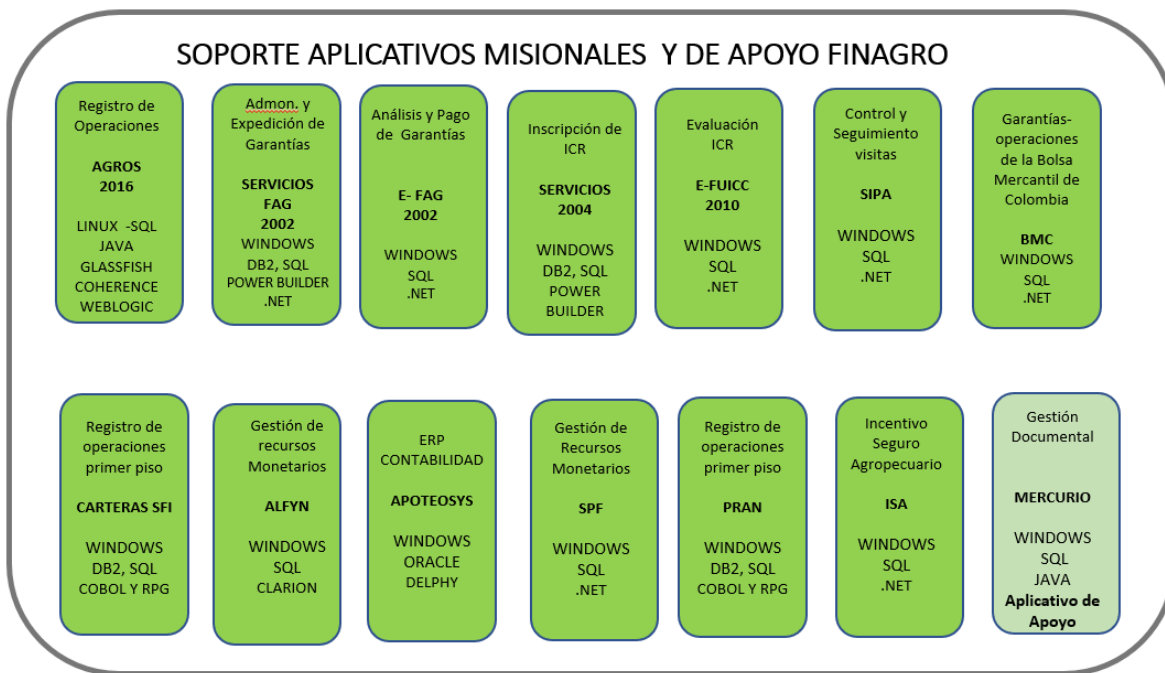 SOPORTE APLICATIVOS MISIONALES Y DE APOYO FINAGRO
Registro de
Operaciones
AGROS
2016
LINUX -SQL
JAVA
GLASSFISH
COHERENCE
WEBLOGIC
Admon. y
Expedición de
Garantías
SERVICIOS
FAG
2002
WINDOWS
DB2, SQL
POWER BUILDER
.NET
Análisis y Pago
de Garantías
E- FAG
2002
WINDOWS
SQL
.NET
Inscripción de
ICR
SERVICIOS
2004
WINDOWS
DB2, SQL
POWER
BUILDER
Evaluación
ICR
E-FUICC
2010
WINDOWS
SQL
.NET
Control y
Seguimiento
visitas
SIPA
WINDOWS
SQL
.NET
Garantías-
operaciones
de la Bolsa
Mercantil de
Colombia
BMC
WINDOWS
SQL
.NET
Registro de
operaciones
primer piso
CARTERAS SFI
WINDOWS
DB2, SQL
COBOL Y RPG
Gestión de
recursos
Monetarios
ALFYN
WINDOWS
SQL
CLARION
ERP
CONTABILIDAD
APOTEOSYS
WINDOWS
ORACLE
DELPHY
Gestión de
Recursos
Monetarios
SPF
WINDOWS
SQL
.NET
Registro de
operaciones
primer piso
PRAN
WINDOWS
DB2, SQL
COBOL Y RPG
Incentivo
Seguro
Agropecuario
ISA
WINDOWS
SQL
.NET
Gestión
Documental
MERCURIO
WINDOWS
SQL
JAVA
Aplicativo de
Apoyo